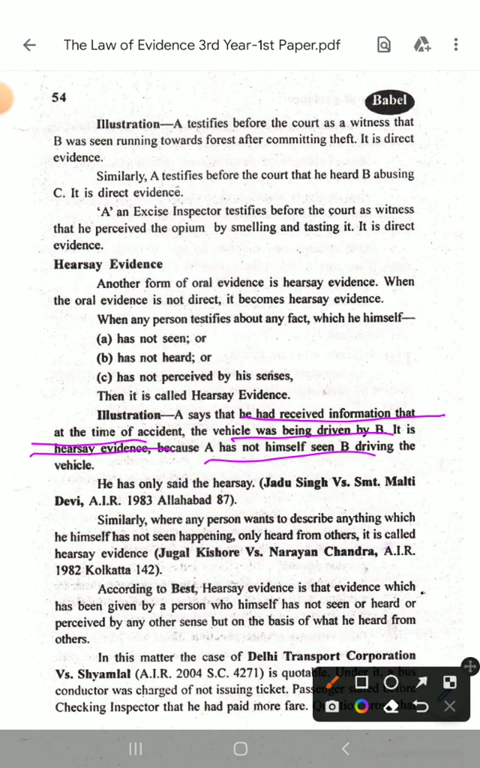 The Law of Evidence 3rd Year-1st Paper.pdf
54
Babel
Illustration—A testifies before the court as a witness that
B was seen running towards forest after committing theft. It is direct
evidence.
Similarly, A testifies before the court that he heard B abusing
C. It is direct evidence.
'A' an Excise Inspector testifies before the court as witness
that he perceived the opium by smelling and tasting it. It is direct
evidence.
Hearsay Evidence
Another form of oral evidence is hearsay evidence. When
the oral evidence is not direct, it becomes hearsay evidence.
When any person testifies about any fact, which he himself—
(a) has not seen; or
(b) has not heard; or
(c) has not perceived by his senses,
Then it is called Hearsay Evidence.
Illustration—A says that he had received information that
at the time of accident, the vehicle was being driven by B. It is
hearsay evidence, because A has not himself seen B driving the
vehicle.
He has only said the hearsay. (Jadu Singh Vs. Smt. Malti
Devi, A.I.R. 1983 Allahabad 87).
Similarly, where any person wants to describe anything which
he himself has not seen happening, only heard from others, it is called
hearsay evidence (Jugal Kishore Vs. Narayan Chandra, A.I.R.
1982 Kolkatta 142).
According to Best, Hearsay evidence is that evidence which
has been given by a person who himself has not seen or heard or
perceived by any other sense but on the basis of what he heard from
others.
In this matter the case of Delhi Transport Corporation
Vs. Shyamlal (A.I.R. 2004 S.C. 4271) is quotable. Under it, a bus
conductor was charged of not issuing ticket.
Checking Inspector that he had paid more fare.